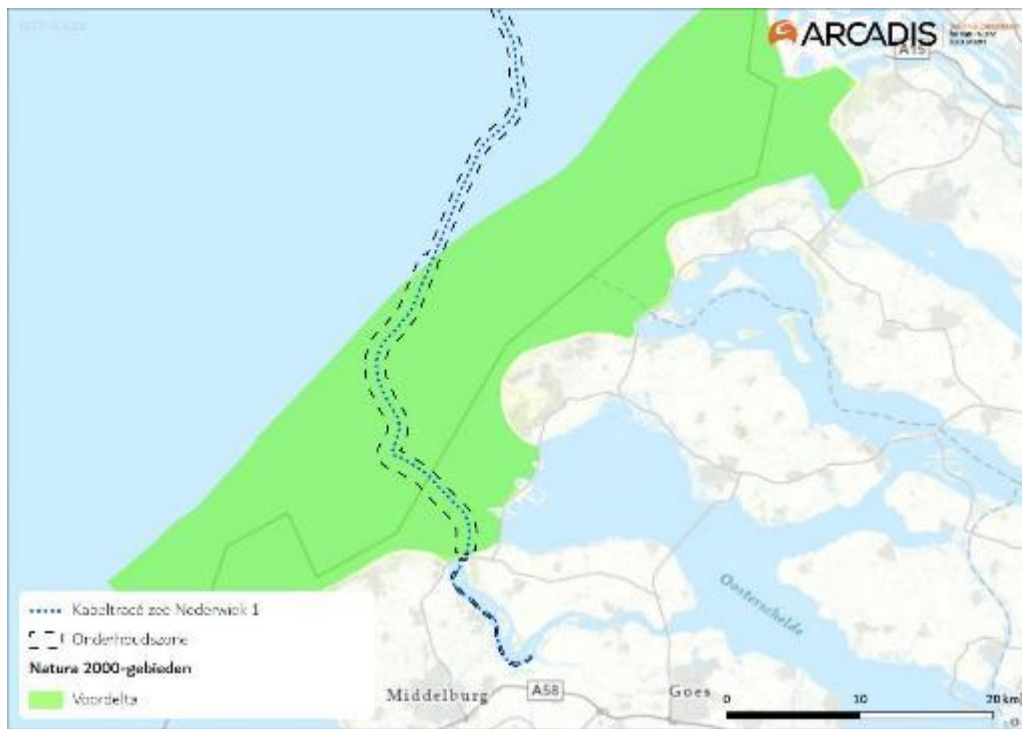 ARCADIS
A15
Oosterschelde
Kabeltracé zee Nederwiek 1
Onderhoudszone
Natura 2000-gebieden
Voordelta
Middelburg
A58
Goes
0 10 20 km